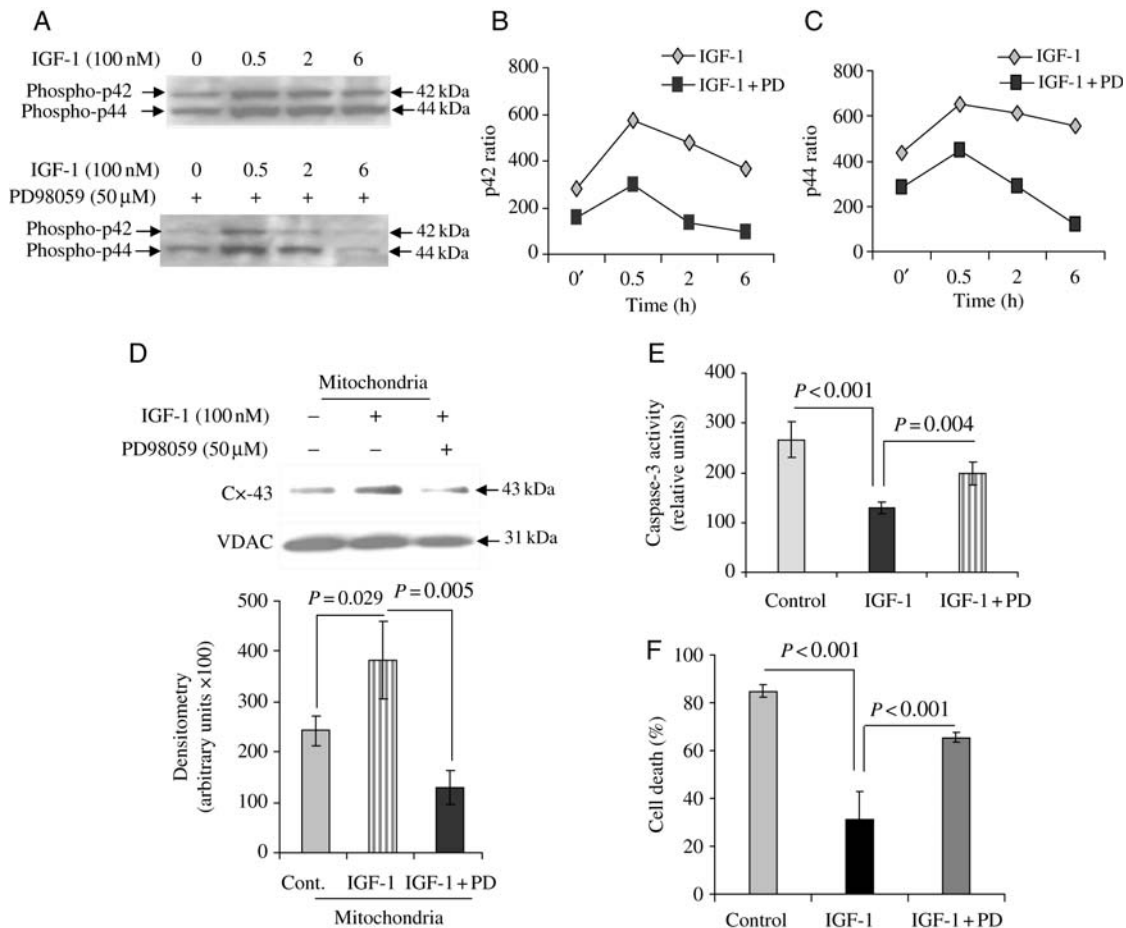 A
IGF-1 (100 nM) 0 0.5 2 6
Phospho-p42 42 kDa
Phospho-p44 44 kDa
IGF-1 (100 nM) 0 0.5 2 6
PD98059 (50 µM) + + + +
Phospho-p42 42 kDa
Phospho-p44 44 kDa
B
IGF-1
IGF-1+PD
p42 ratio
800
600
400
200
0
0′ 0.5 2 6
Time (h)
C
IGF-1
IGF-1+PD
p44 ratio
800
600
400
200
0
0′ 0.5 2 6
Time (h)
D
Mitochondria
IGF-1 (100 nM) – + +
PD98059 (50 µM) – – +
Cx-43 43 kDa
VDAC 31 kDa
P=0.029 P=0.005
Densitometry
(arbitrary units ×100)
500
400
300
200
100
0
Cont. IGF-1 IGF-1+PD
Mitochondria
E
P<0.001
P=0.004
Caspase-3 activity
(relative units)
400
300
200
100
0
Control IGF-1 IGF-1+PD
F
P<0.001
P<0.001
Cell death (%)
100
80
60
40
20
0
Control IGF-1 IGF-1+PD